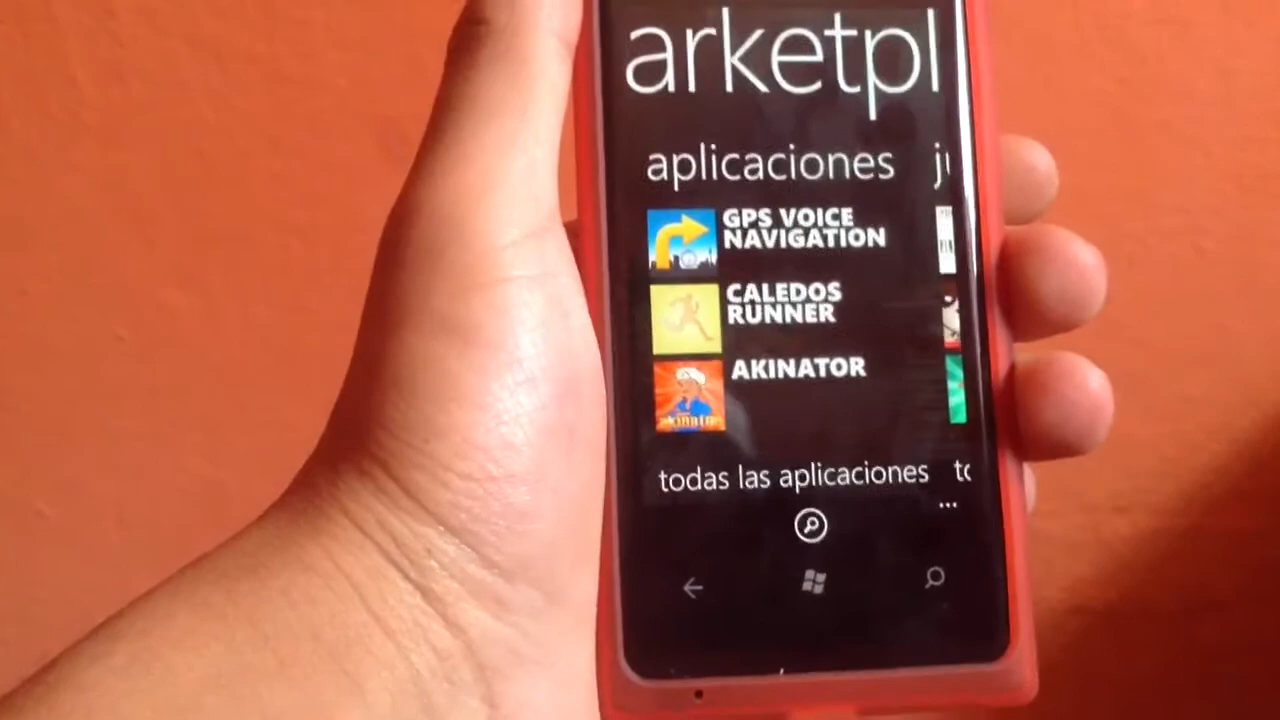 arketpl
aplicaciones
GPS VOICE
NAVIGATION
CALEDOS
RUNNER
AKINATOR
todas las aplicaciones
...